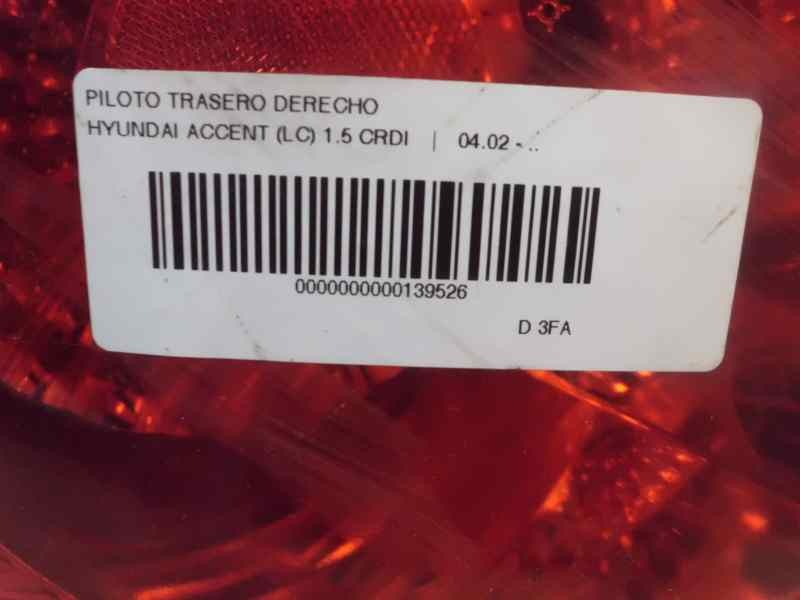 PILOTO TRASERO DERECHO
HYUNDAI ACCENT (LC) 1.5 CRDI | 04.02 - ..
0000000000139526
D 3FA